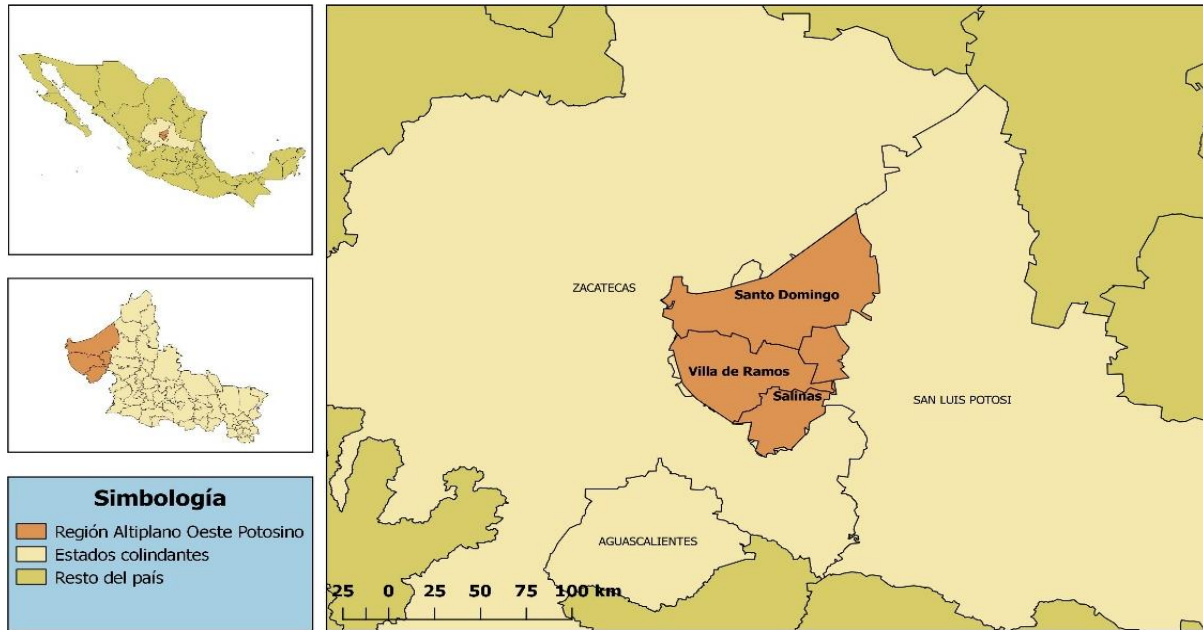 Santo Domingo
ZACATECAS
Villa de Ramos
Salinas
SAN LUIS POTOSI
AGUASCALIENTES
25 0 25 50 75 100 km
Simbología
Región Altiplano Oeste Potosino
Estados colindantes
Resto del país